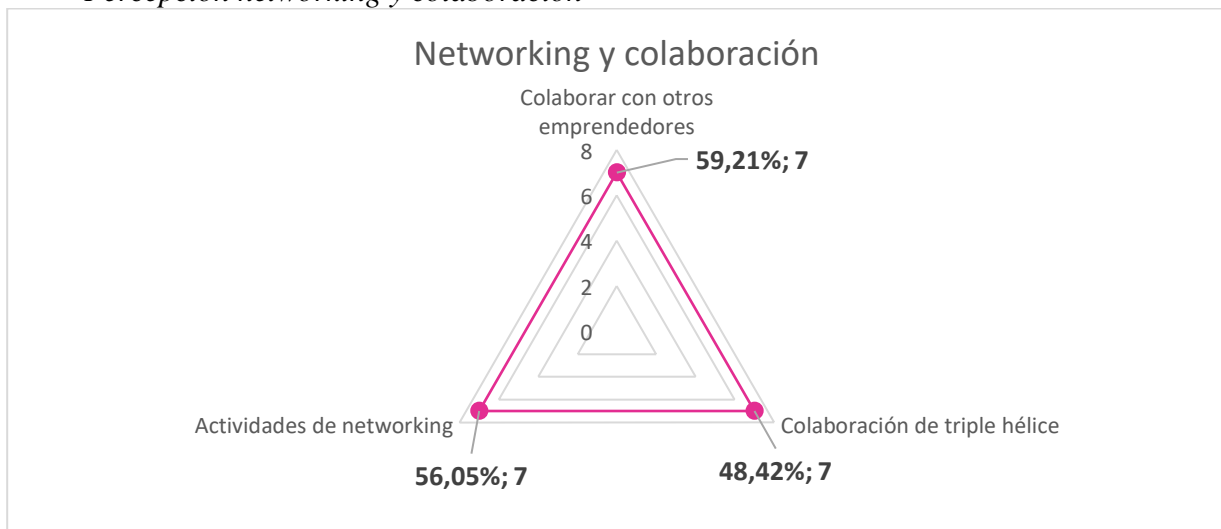 Percepción networking y colaboración
Networking y colaboración
Colaborar con otros
emprendedores
59,21%; 7
8
6
4
2
0
Actividades de networking
Colaboración de triple hélice
56,05%; 7
48,42%; 7